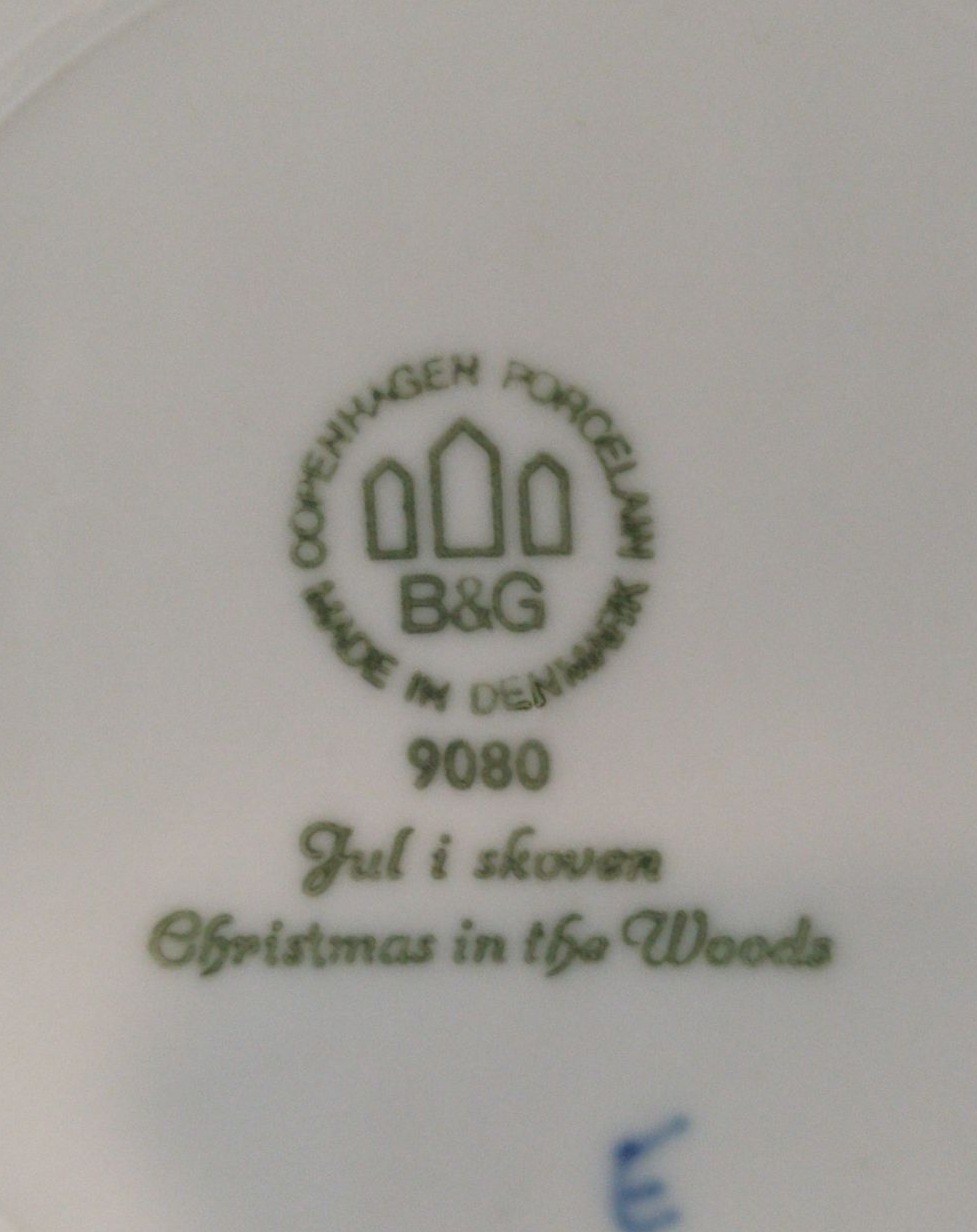 COPENHAGEN PORCELAIN
B&G
MADE IN DENMARK
9080
Jul i skoven
Christmas in the Woods